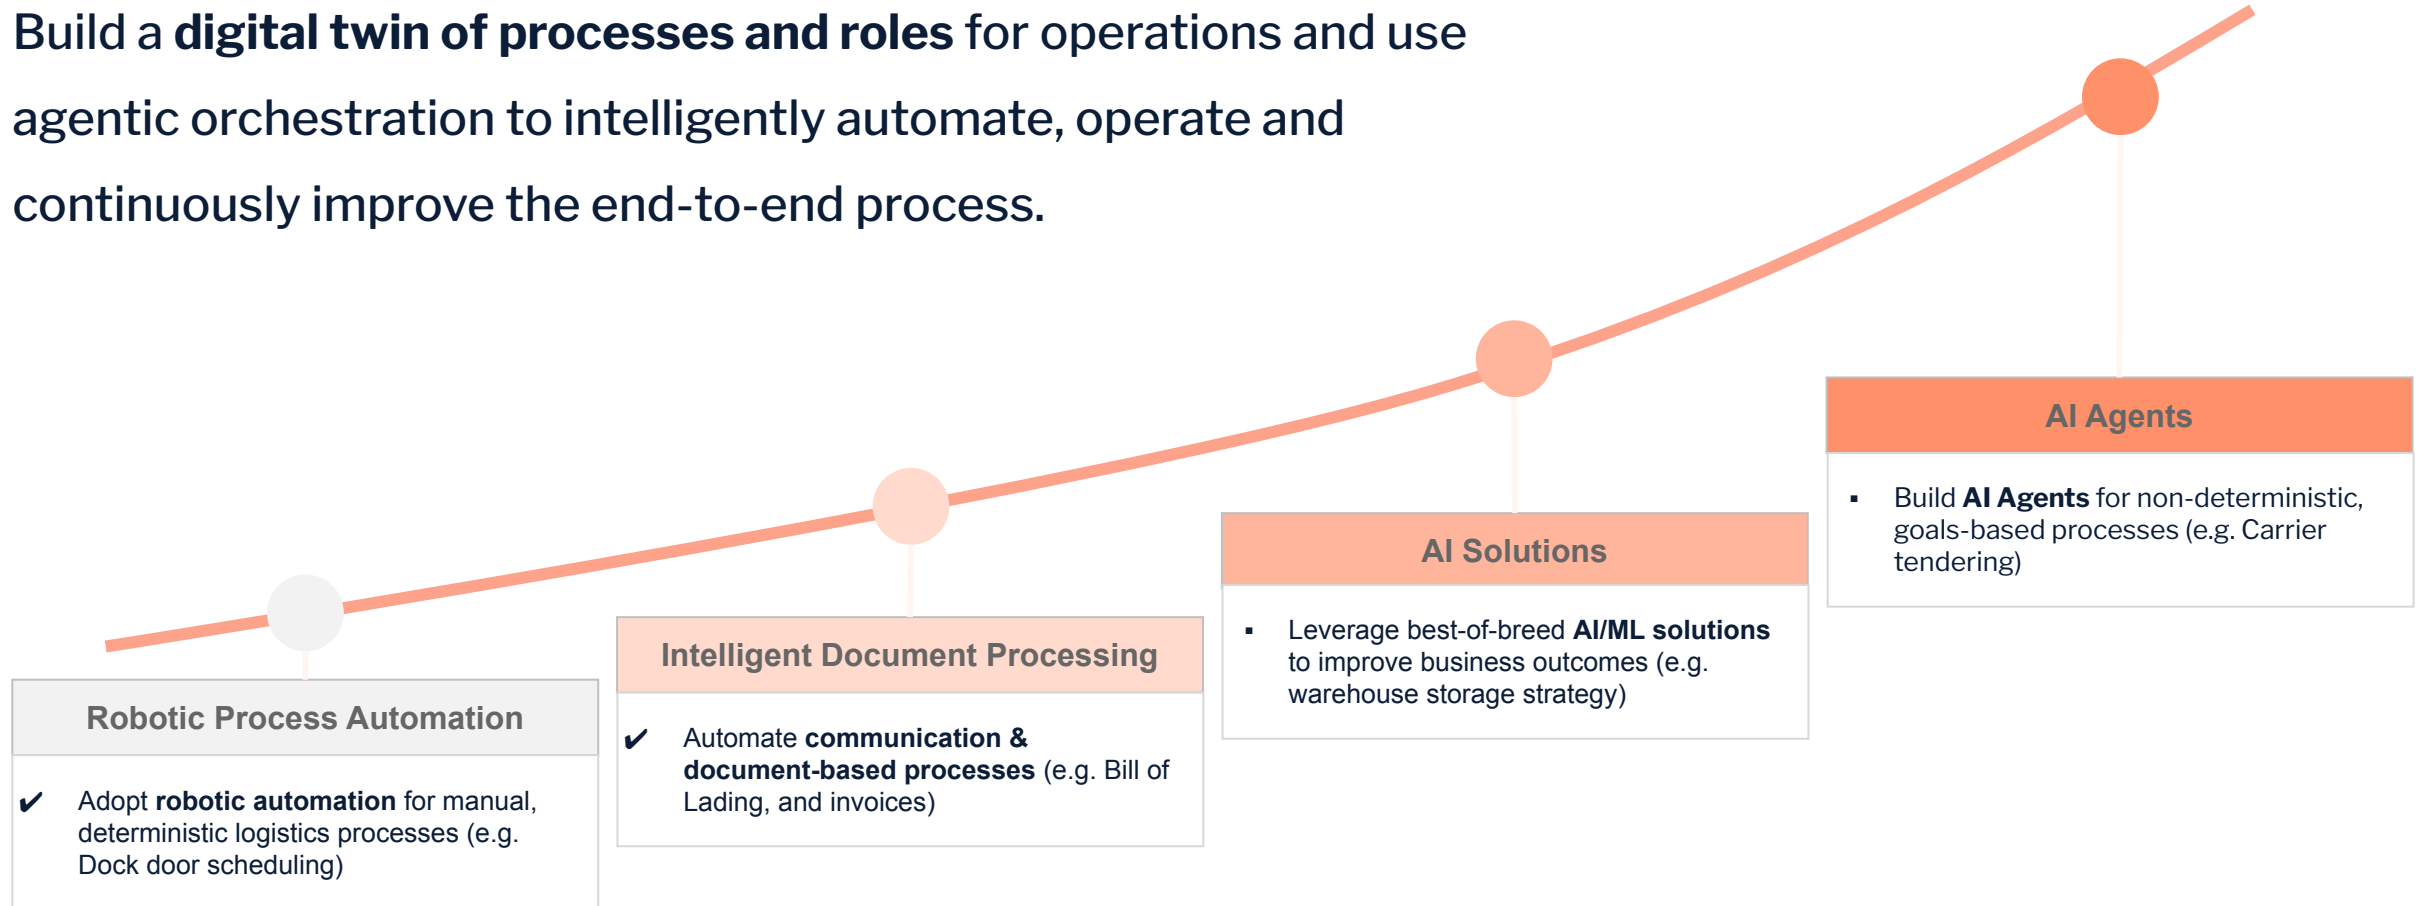 Build a digital twin of processes and roles for operations and use
agentic orchestration to intelligently automate, operate and
continuously improve the end-to-end process.
Robotic Process Automation
✔ Adopt robotic automation for manual,
deterministic logistics processes (e.g.
Dock door scheduling)
Intelligent Document Processing
✔ Automate communication &
document-based processes (e.g. Bill of
Lading, and invoices)
AI Solutions
▪ Leverage best-of-breed AI/ML solutions
to improve business outcomes (e.g.
warehouse storage strategy)
AI Agents
▪ Build AI Agents for non-deterministic,
goals-based processes (e.g. Carrier
tendering)